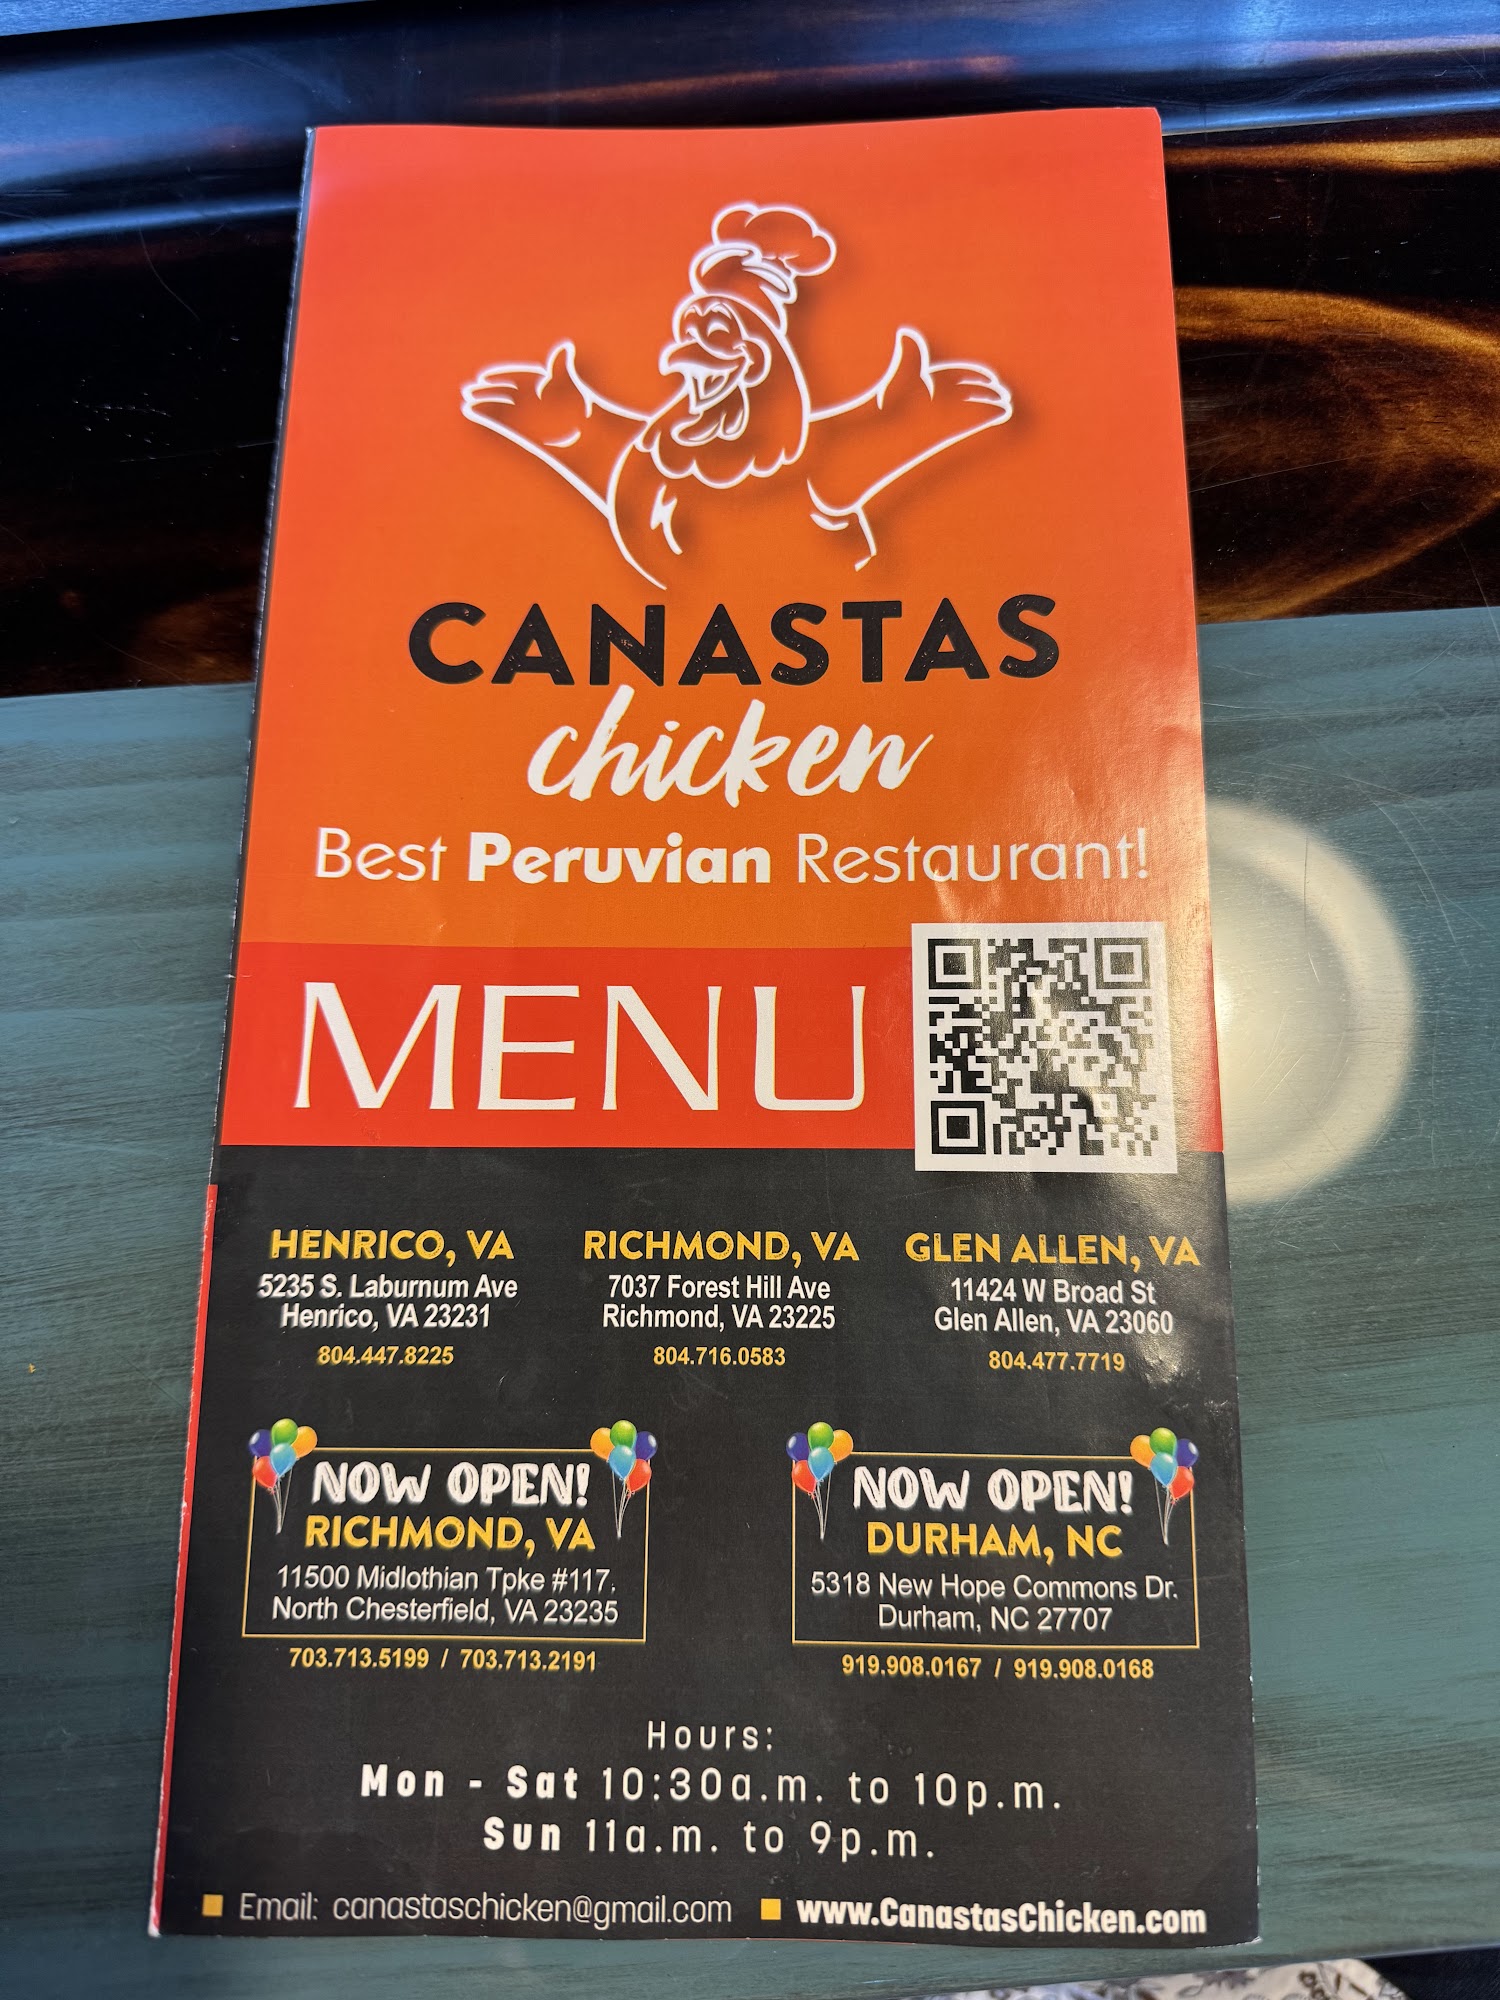 CANASTAS
chicken
Best Peruvian Restaurant!
MENU
HENRICO, VA
5235 S. Laburnum Ave
Henrico, VA 23231
804.447.8225
RICHMOND, VA
7037 Forest Hill Ave
Richmond, VA 23225
804.716.0583
GLEN ALLEN, VA
11424 W Broad St
Glen Allen, VA 23060
804.477.7719
NOW OPEN!
RICHMOND, VA
11500 Midlothian Tpke #117,
North Chesterfield, VA 23235
703.713.5199 / 703.713.2191
NOW OPEN!
DURHAM, NC
5318 New Hope Commons Dr.
Durham, NC 27707
919.908.0167 / 919.908.0168
Hours:
Mon - Sat 10:30a.m. to 10p.m.
Sun 11a.m. to 9p.m.
Email: canastaschicken@gmail.com www.CanastasChicken.com